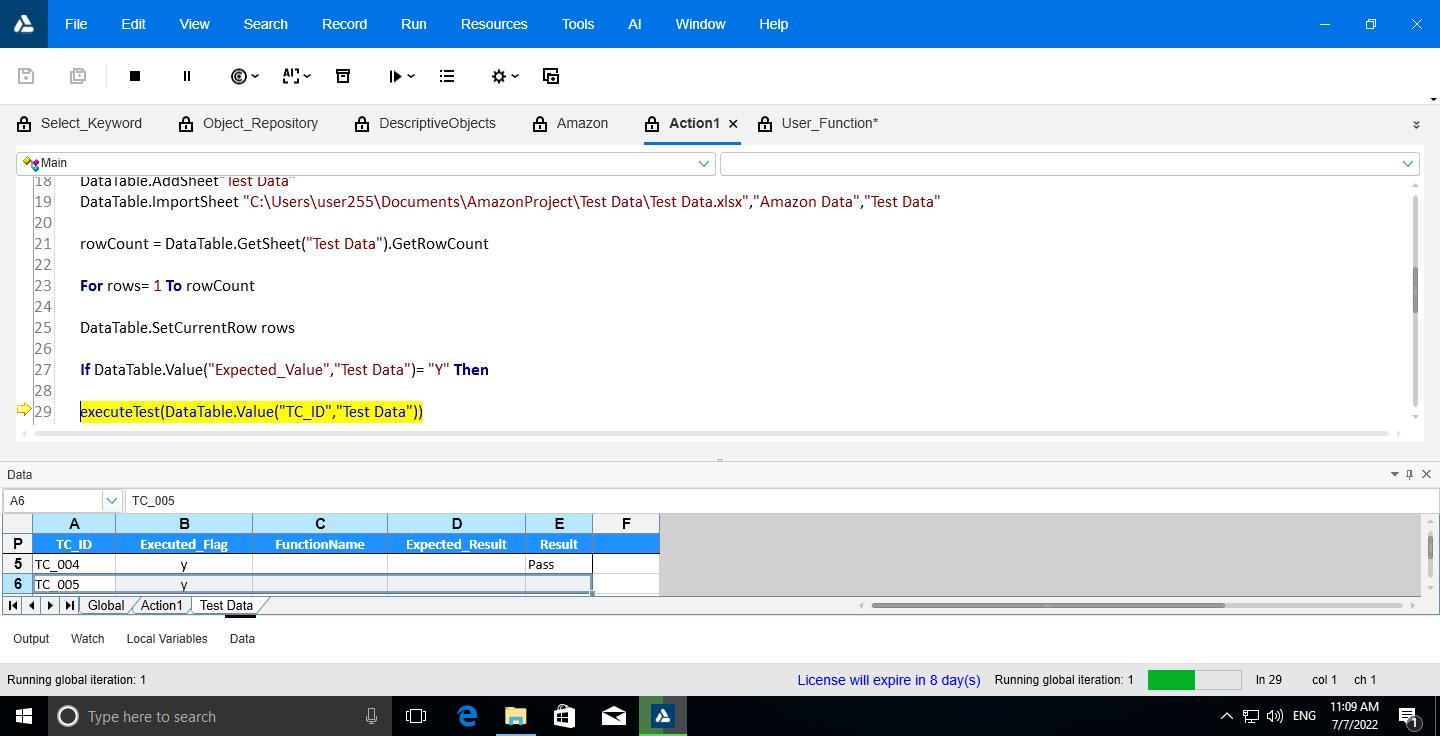 File Edit View Search Record Run Resources Tools AI Window Help
Select_Keyword Object_Repository DescriptiveObjects Amazon Action1 User_Function*
Main
18 DataTable.AddSheet"Test Data"
19 DataTable.ImportSheet "C:\Users\user255\Documents\AmazonProject\Test Data\Test Data.xlsx","Amazon Data","Test Data"
20
21 rowCount = DataTable.GetSheet("Test Data").GetRowCount
22
23 For rows= 1 To rowCount
24
25 DataTable.SetCurrentRow rows
26
27 If DataTable.Value("Expected_Value","Test Data")= "Y" Then
28
29 executeTest(DataTable.Value("TC_ID","Test Data"))
Data
A6 TC_005
A B C D E F
P TC_ID Executed_Flag FunctionName Expected_Result Result
5 TC_004 y Pass
6 TC_005 y
Global Action1 Test Data
Output Watch Local Variables Data
Running global iteration: 1 License will expire in 8 day(s) Running global iteration: 1 ln 29 col 1 ch 1
Type here to search ENG 11:09 AM
7/7/2022 1